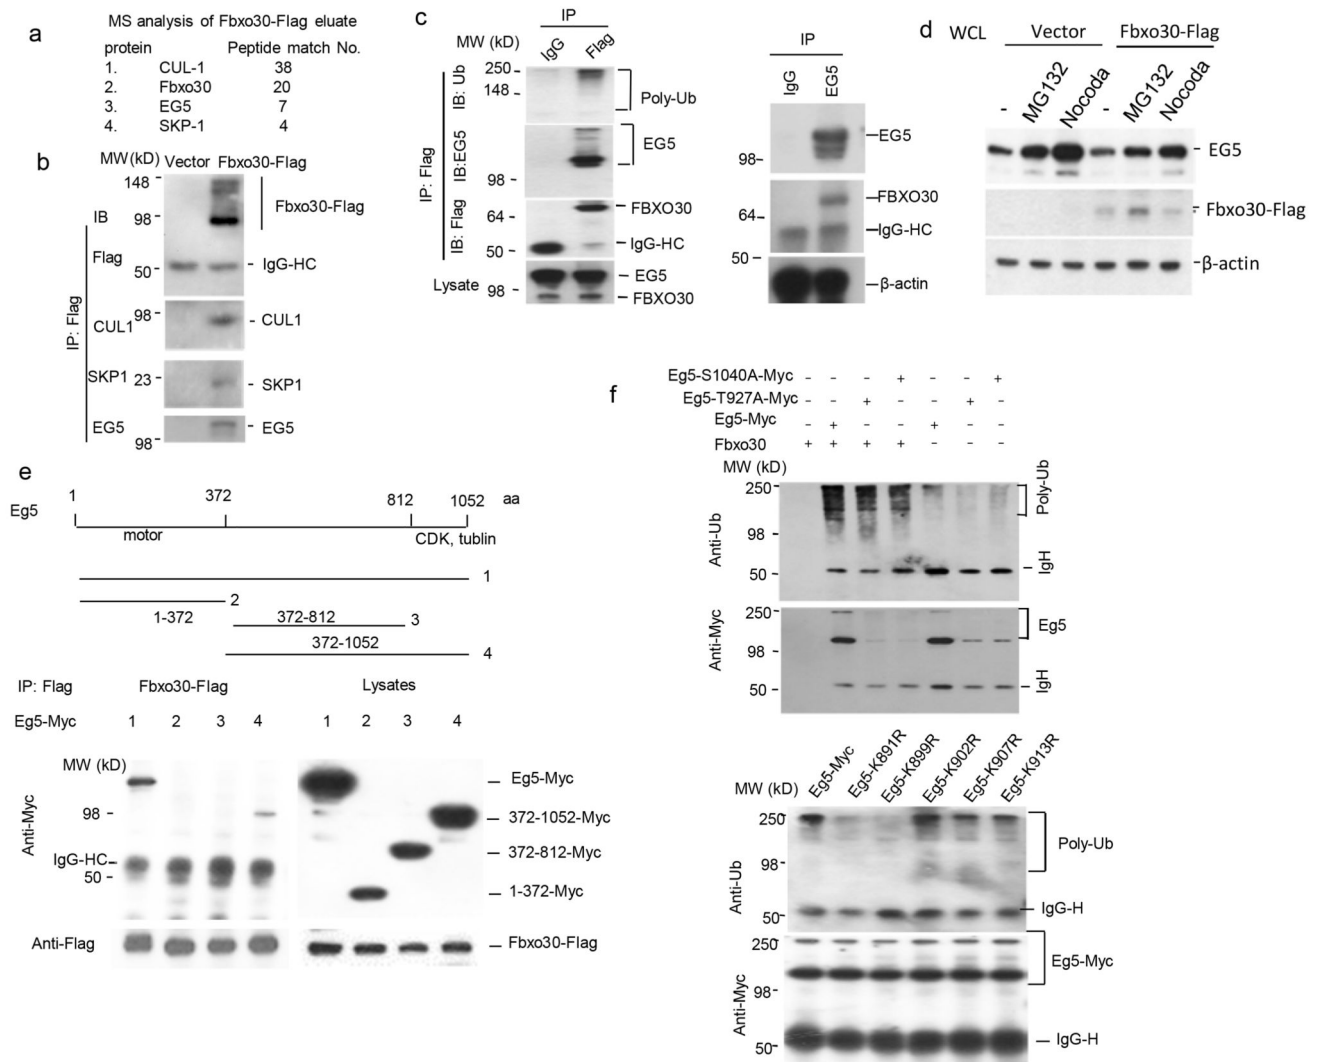 a
MS analysis of Fbxo30-Flag eluate
protein Peptide match No.
1. CUL-1 38
2. Fbxo30 20
3. EG5 7
4. SKP-1 4
b
MW(kD) Vector Fbxo30-Flag
148
98
50
IB
Flag
Fbxo30-Flag
IgG-HC
IP: Flag
98
CUL1
CUL1
SKP1 23
SKP1
EG5
98
EG5
c
IP
MW (kD) IgG Flag
250
148
IP: Flag
IB: Ub
Poly-Ub
IB:EG5
EG5
98
IB: Flag
64
50
FBXO30
IgG-HC
Lysate
98
EG5
FBXO30
IP
IgG EG5
EG5
98
FBXO30
64
IgG-HC
50
β-actin
d
WCL Vector Fbxo30-Flag
- MG132 Nocoda - MG132 Nocoda
EG5
Fbxo30-Flag
β-actin
e
Eg5
1 372 812 1052 aa
motor CDK, tublin
1
2
1-372 372-812 3
372-1052
4
IP: Flag Fbxo30-Flag Lysates
Eg5-Myc 1 2 3 4 1 2 3 4
MW (kD)
Anti-Myc
98
IgG-HC
50
Eg5-Myc
372-1052-Myc
372-812-Myc
1-372-Myc
Anti-Flag
Fbxo30-Flag
f
Eg5-S1040A-Myc - - - + - - +
Eg5-T927A-Myc - - + - - + -
Eg5-Myc - + - - + - -
Fbxo30 + + + + - - -
MW (kD)
Anti-Ub
250
98
50
Poly-Ub
IgH
Anti-Myc
250
98
50
Eg5
IgH
MW (kD) Eg5-Myc Eg5-K891R Eg5-K899R Eg5-K902R Eg5-K907R Eg5-K913R
Anti-Ub
250
98
50
Poly-Ub
IgG-H
Anti-Myc
250
98
50
Eg5-Myc
IgG-H